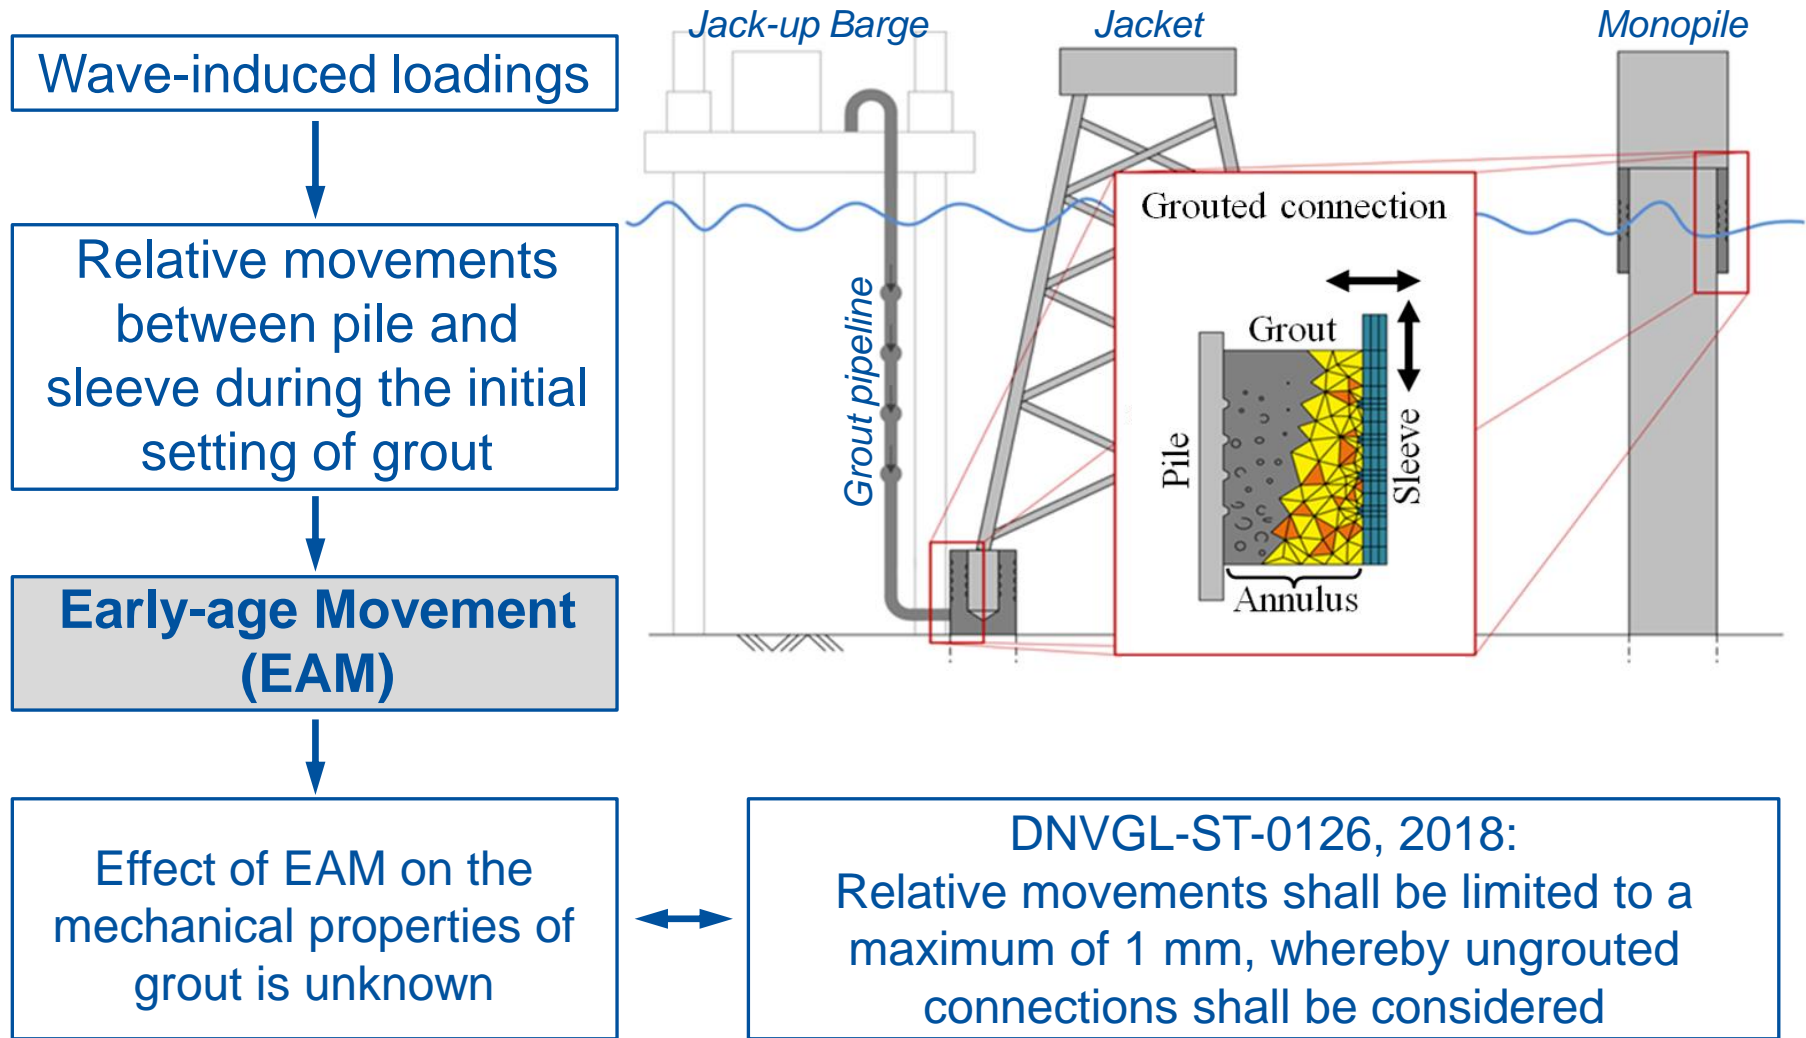 Wave-induced loadings
Relative movements
between pile and
sleeve during the initial
setting of grout
Early-age Movement
(EAM)
Effect of EAM on the
mechanical properties of
grout is unknown
DNVGL-ST-0126, 2018:
Relative movements shall be limited to a
maximum of 1 mm, whereby ungrouted
connections shall be considered
Jack-up Barge
Jacket
Monopile
Grout pipeline
Grouted connection
Grout
Pile
Sleeve
Annulus